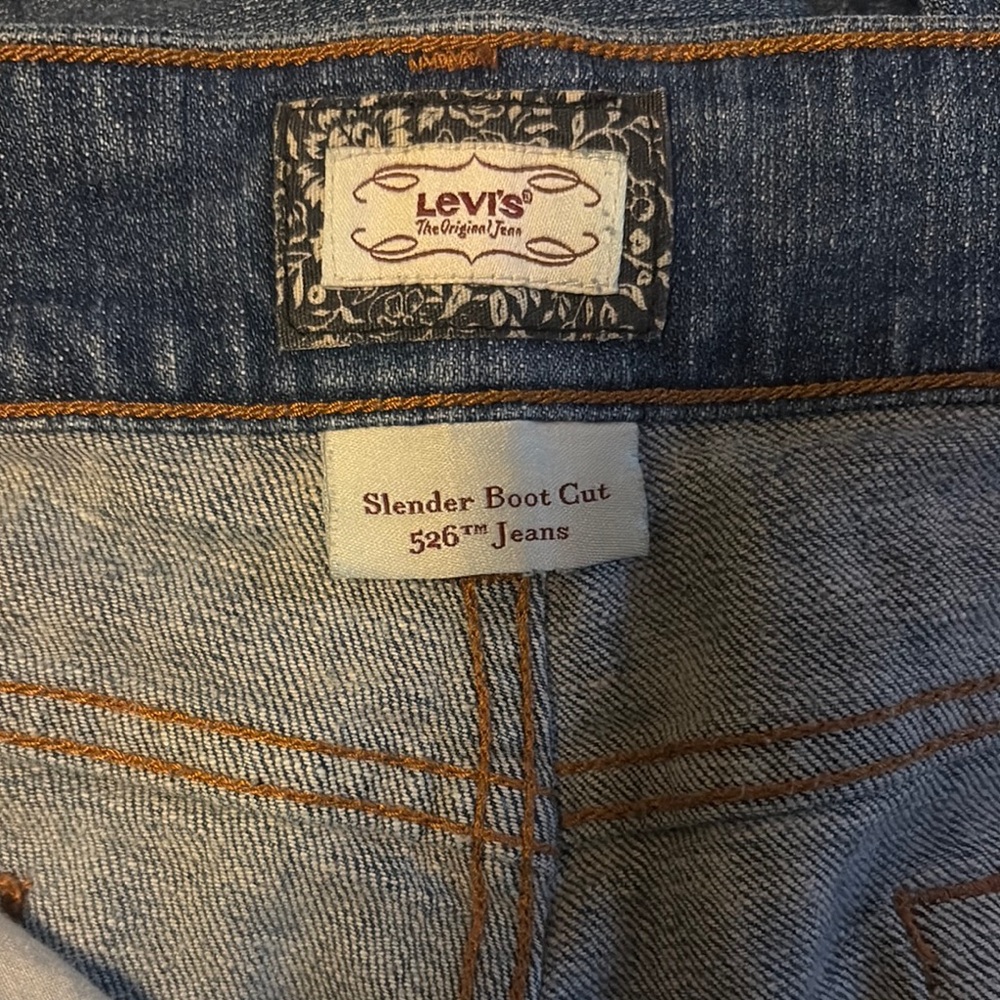 Levi's®
The Original Jean
Slender Boot Cut
526™ Jeans